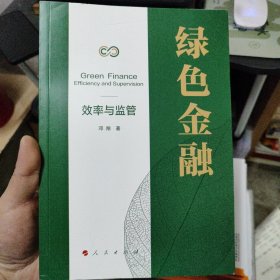 绿色金融
Green Finance
Efficiency and Supervision
效率与监管
邓翔 著
人民出版社